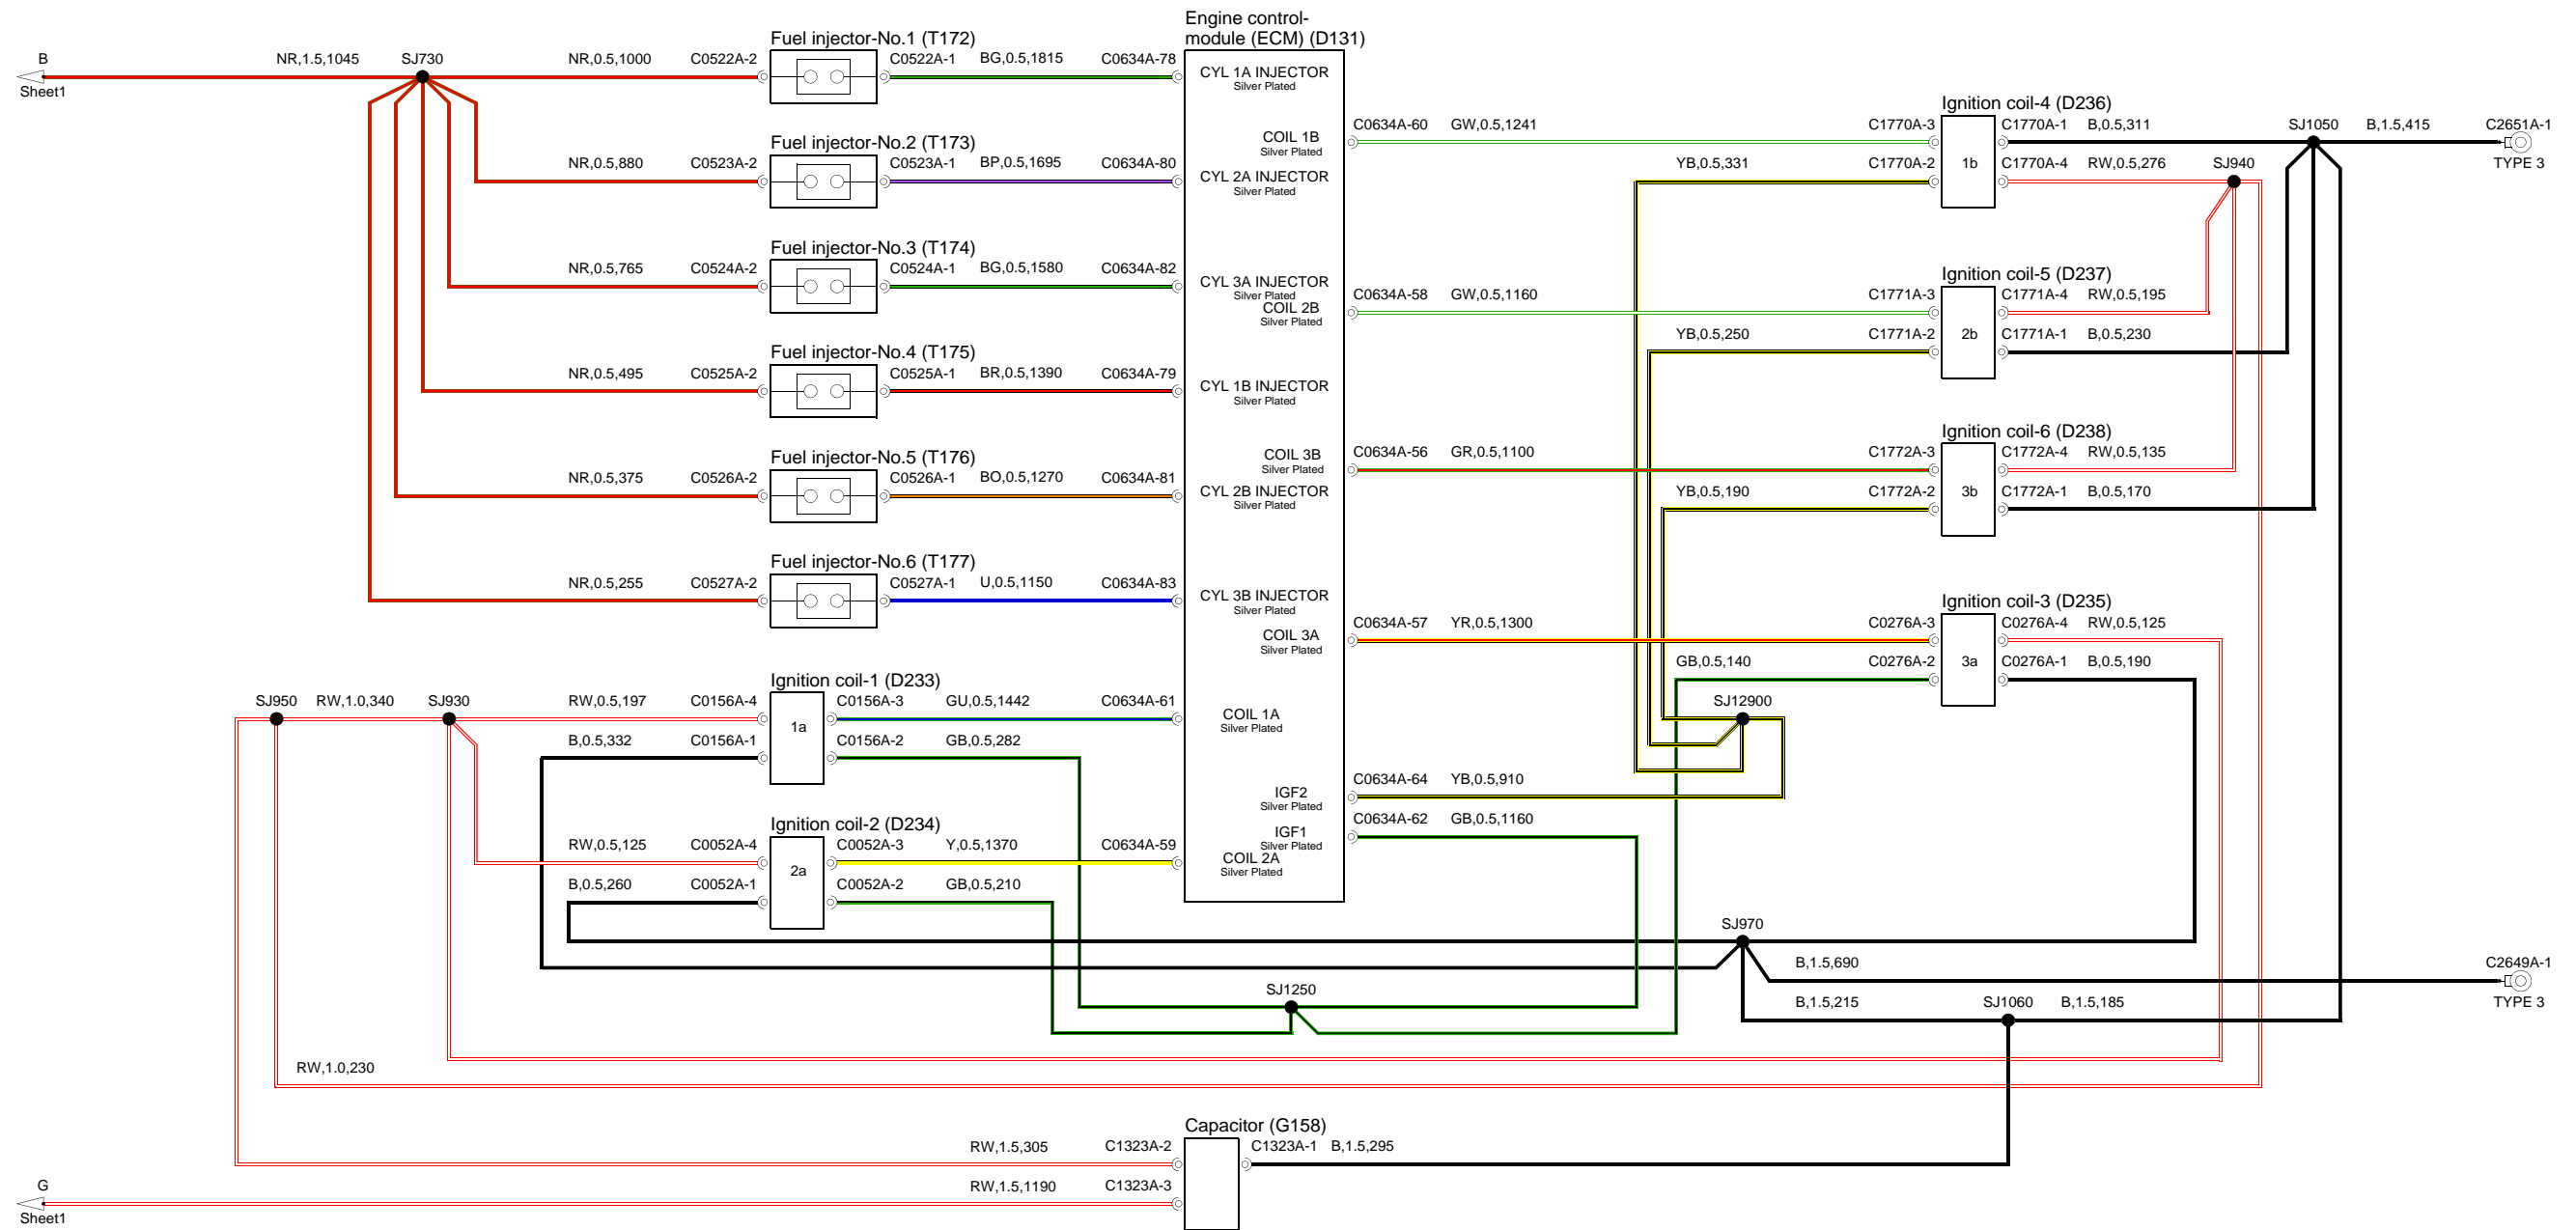 Engine control-
module (ECM) (D131)
B
Sheet1
NR,1.5,1045
SJ730
NR,0.5,1000
C0522A-2
Fuel injector-No.1 (T172)
C0522A-1
BG,0.5,1815
C0634A-78
CYL 1A INJECTOR
Silver Plated
NR,0.5,880
C0523A-2
Fuel injector-No.2 (T173)
C0523A-1
BP,0.5,1695
C0634A-80
CYL 2A INJECTOR
Silver Plated
NR,0.5,765
C0524A-2
Fuel injector-No.3 (T174)
C0524A-1
BG,0.5,1580
C0634A-82
CYL 3A INJECTOR
Silver Plated
NR,0.5,495
C0525A-2
Fuel injector-No.4 (T175)
C0525A-1
BR,0.5,1390
C0634A-79
CYL 1B INJECTOR
Silver Plated
NR,0.5,375
C0526A-2
Fuel injector-No.5 (T176)
C0526A-1
BO,0.5,1270
C0634A-81
CYL 2B INJECTOR
Silver Plated
NR,0.5,255
C0527A-2
Fuel injector-No.6 (T177)
C0527A-1
U,0.5,1150
C0634A-83
CYL 3B INJECTOR
Silver Plated
SJ950
RW,1.0,340
SJ930
RW,0.5,197
C0156A-4
Ignition coil-1 (D233)
1a
C0156A-3
GU,0.5,1442
C0634A-61
COIL 1A
Silver Plated
B,0.5,332
C0156A-1
C0156A-2
GB,0.5,282
RW,0.5,125
C0052A-4
Ignition coil-2 (D234)
2a
C0052A-3
Y,0.5,1370
C0634A-59
COIL 2A
Silver Plated
B,0.5,260
C0052A-1
C0052A-2
GB,0.5,210
COIL 1B
Silver Plated
C0634A-60
GW,0.5,1241
C1770A-3
Ignition coil-4 (D236)
1b
C1770A-1
B,0.5,311
SJ1050
B,1.5,415
C2651A-1
TYPE 3
YB,0.5,331
C1770A-2
C1770A-4
RW,0.5,276
SJ940
COIL 2B
Silver Plated
C0634A-58
GW,0.5,1160
C1771A-3
Ignition coil-5 (D237)
2b
C1771A-4
RW,0.5,195
YB,0.5,250
C1771A-2
C1771A-1
B,0.5,230
COIL 3B
Silver Plated
C0634A-56
GR,0.5,1100
C1772A-3
Ignition coil-6 (D238)
3b
C1772A-4
RW,0.5,135
YB,0.5,190
C1772A-2
C1772A-1
B,0.5,170
COIL 3A
Silver Plated
C0634A-57
YR,0.5,1300
C0276A-3
Ignition coil-3 (D235)
3a
C0276A-4
RW,0.5,125
GB,0.5,140
C0276A-2
C0276A-1
B,0.5,190
SJ12900
IGF2
Silver Plated
C0634A-64
YB,0.5,910
IGF1
Silver Plated
C0634A-62
GB,0.5,1160
SJ970
B,1.5,690
C2649A-1
TYPE 3
SJ1250
B,1.5,215
SJ1060
B,1.5,185
RW,1.0,230
Capacitor (G158)
RW,1.5,305
C1323A-2
C1323A-1
B,1.5,295
G
Sheet1
RW,1.5,1190
C1323A-3